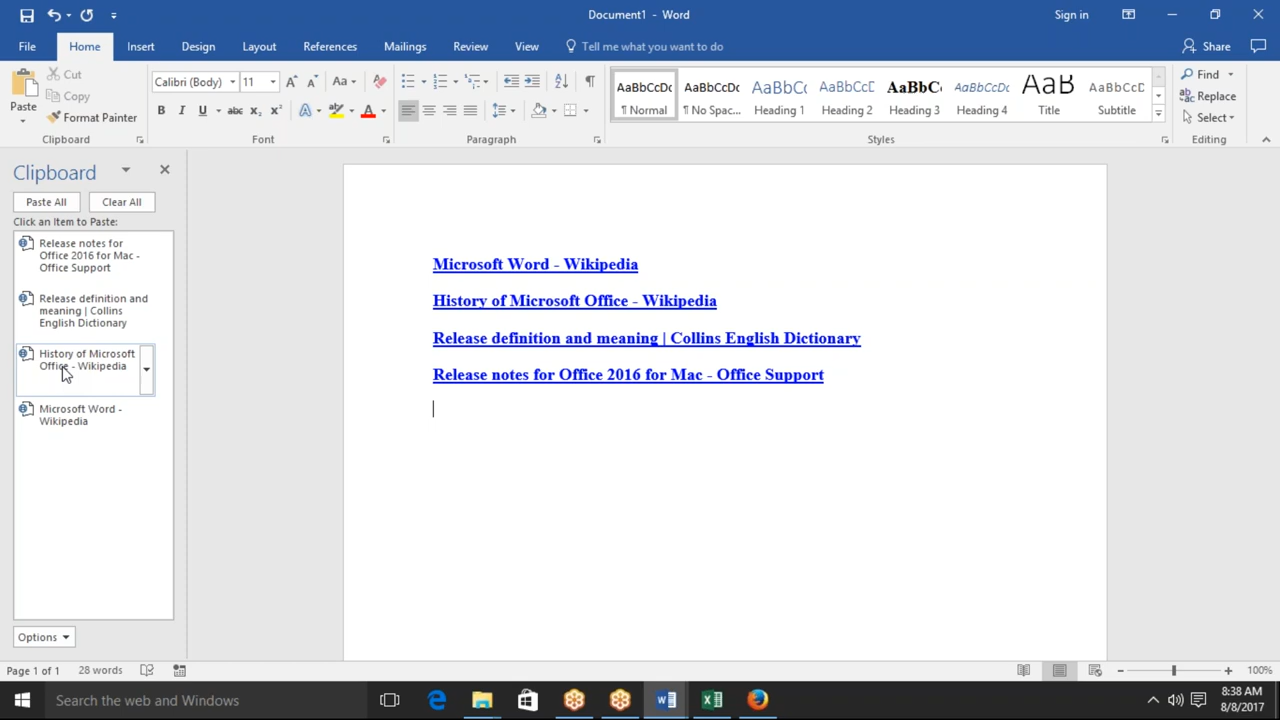 Document1 - Word
Sign in
File Home Insert Design Layout References Mailings Review View Tell me what you want to do Share
Paste
Cut
Copy
Format Painter
Clipboard
Calibri (Body) 11
Font
Paragraph
AaBbCcDc AaBbCcDc AaBbCc AaBbCcD AaBbC AaBbCcDc AaB AaBbCcD
¶ Normal ¶ No Spac... Heading 1 Heading 2 Heading 3 Heading 4 Title Subtitle
Styles
Find
Replace
Select
Editing
Clipboard
Paste All Clear All
Click an Item to Paste:
Release notes for
Office 2016 for Mac -
Office Support
Release definition and
meaning | Collins
English Dictionary
History of Microsoft
Office - Wikipedia
Microsoft Word -
Wikipedia
Options
Microsoft Word - Wikipedia
History of Microsoft Office - Wikipedia
Release definition and meaning | Collins English Dictionary
Release notes for Office 2016 for Mac - Office Support
Page 1 of 1 28 words
100%
Search the web and Windows
8:38 AM
8/8/2017